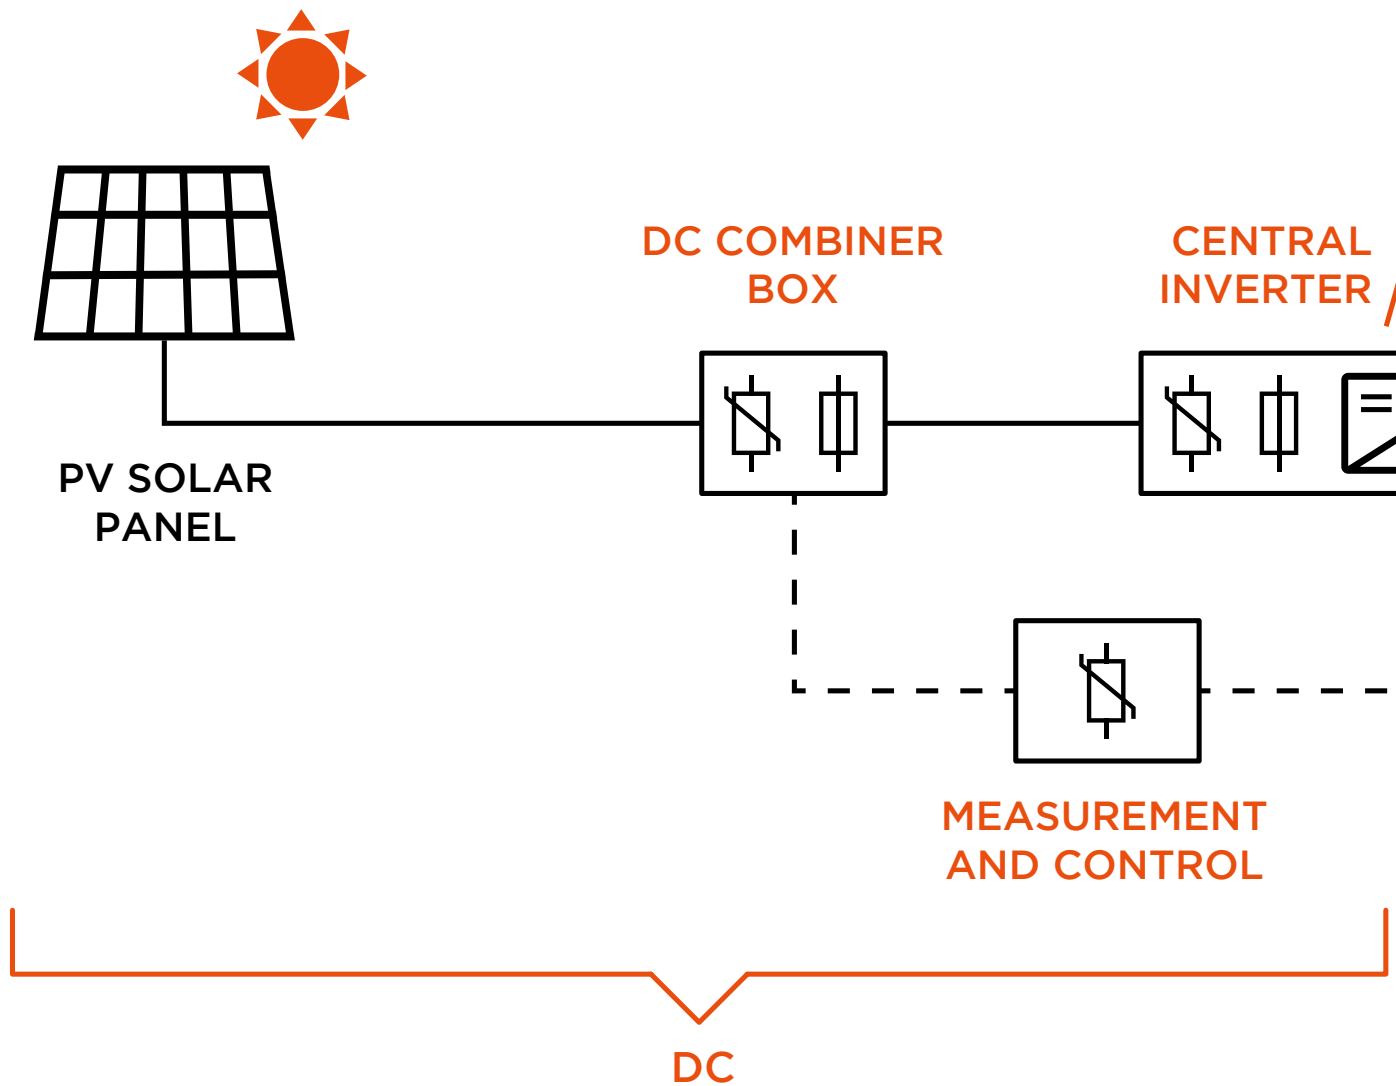 DC COMBINER
BOX
CENTRAL
INVERTER
PV SOLAR
PANEL
MEASUREMENT
AND CONTROL
DC